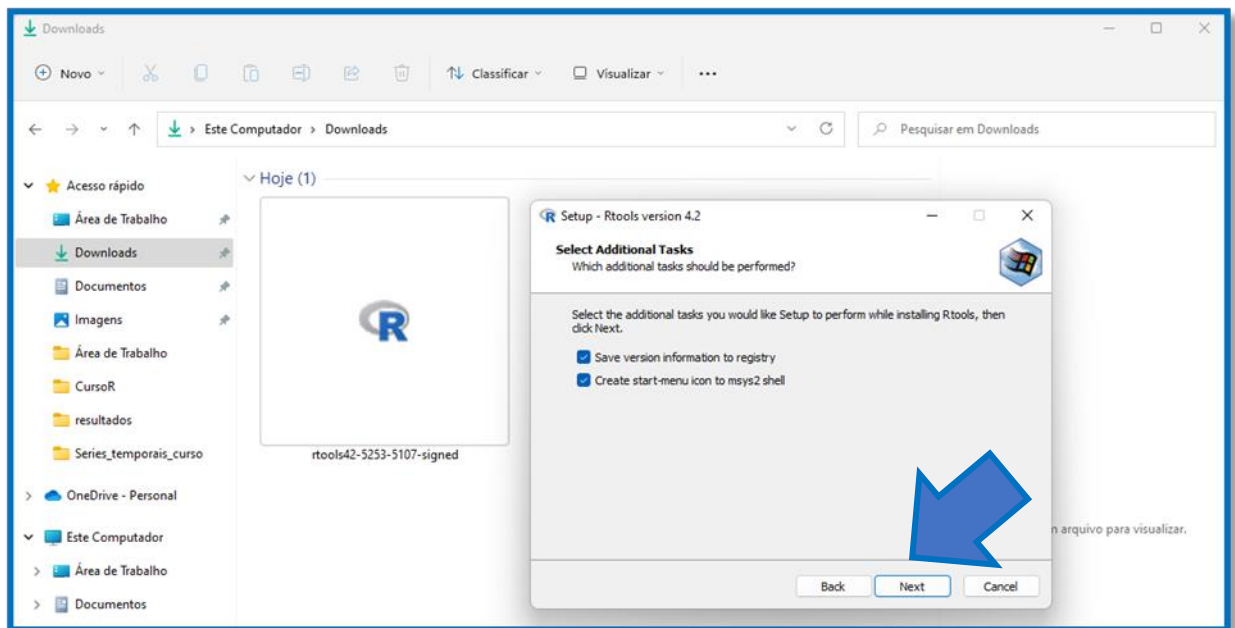 Downloads
Novo
Classificar
Visualizar
Este Computador > Downloads
Pesquisar em Downloads
Acesso rápido
Área de Trabalho
Downloads
Documentos
Imagens
Área de Trabalho
CursoR
resultados
Series_temporais_curso
OneDrive - Personal
Este Computador
Área de Trabalho
Documentos
Hoje (1)
R
rtools42-5253-5107-signed
Setup - Rtools version 4.2
Select Additional Tasks
Which additional tasks should be performed?
Select the additional tasks you would like Setup to perform while installing Rtools, then
click Next.
Save version information to registry
Create start-menu icon to msys2 shell
Back Next Cancel
arquivo para visualizar.